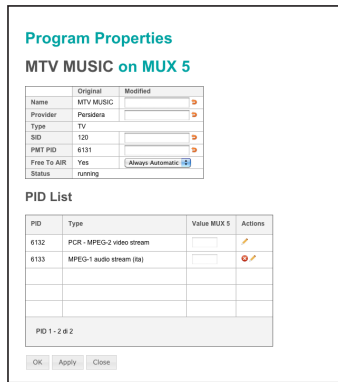 Program Properties
MTV MUSIC on MUX 5
Original Modified
Name MTV MUSIC
Provider Persidera
Type TV
SID 120
PMT PID 6131
Free To AIR Yes Always Automatic
Status running
PID List
PID Type Value MUX 5 Actions
6132 PCR - MPEG-2 video stream
6133 MPEG-1 audio stream (ita)
PID 1 - 2 di 2
OK Apply Close